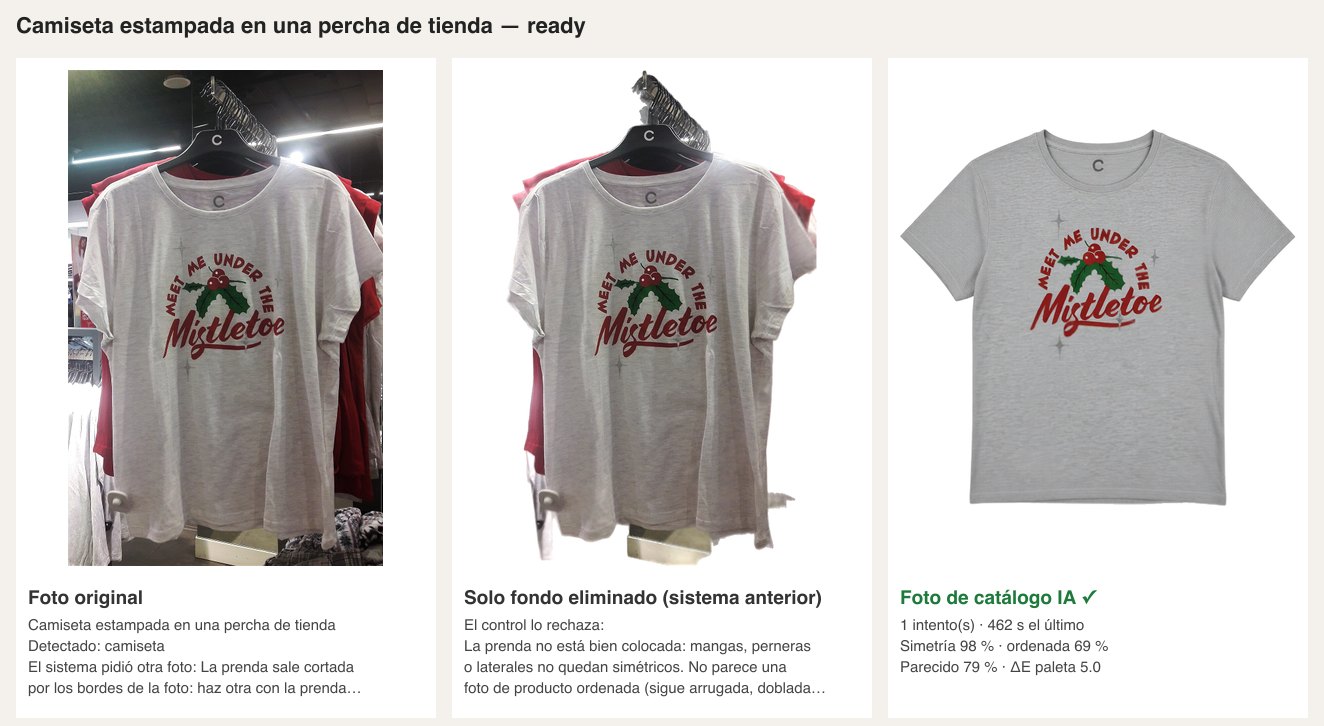 Camiseta estampada en una percha de tienda — ready
C
C
MEET ME UNDER THE
Mistletoe
C
C
MEET ME UNDER THE
Mistletoe
C
MEET ME UNDER THE
Mistletoe
Foto original
Camiseta estampada en una percha de tienda
Detectado: camiseta
El sistema pidió otra foto: La prenda sale cortada
por los bordes de la foto: haz otra con la prenda…
Solo fondo eliminado (sistema anterior)
El control lo rechaza:
La prenda no está bien colocada: mangas, perneras
o laterales no quedan simétricos. No parece una
foto de producto ordenada (sigue arrugada, doblada…
Foto de catálogo IA ✓
1 intento(s) · 462 s el último
Simetría 98 % · ordenada 69 %
Parecido 79 % · ΔE paleta 5.0